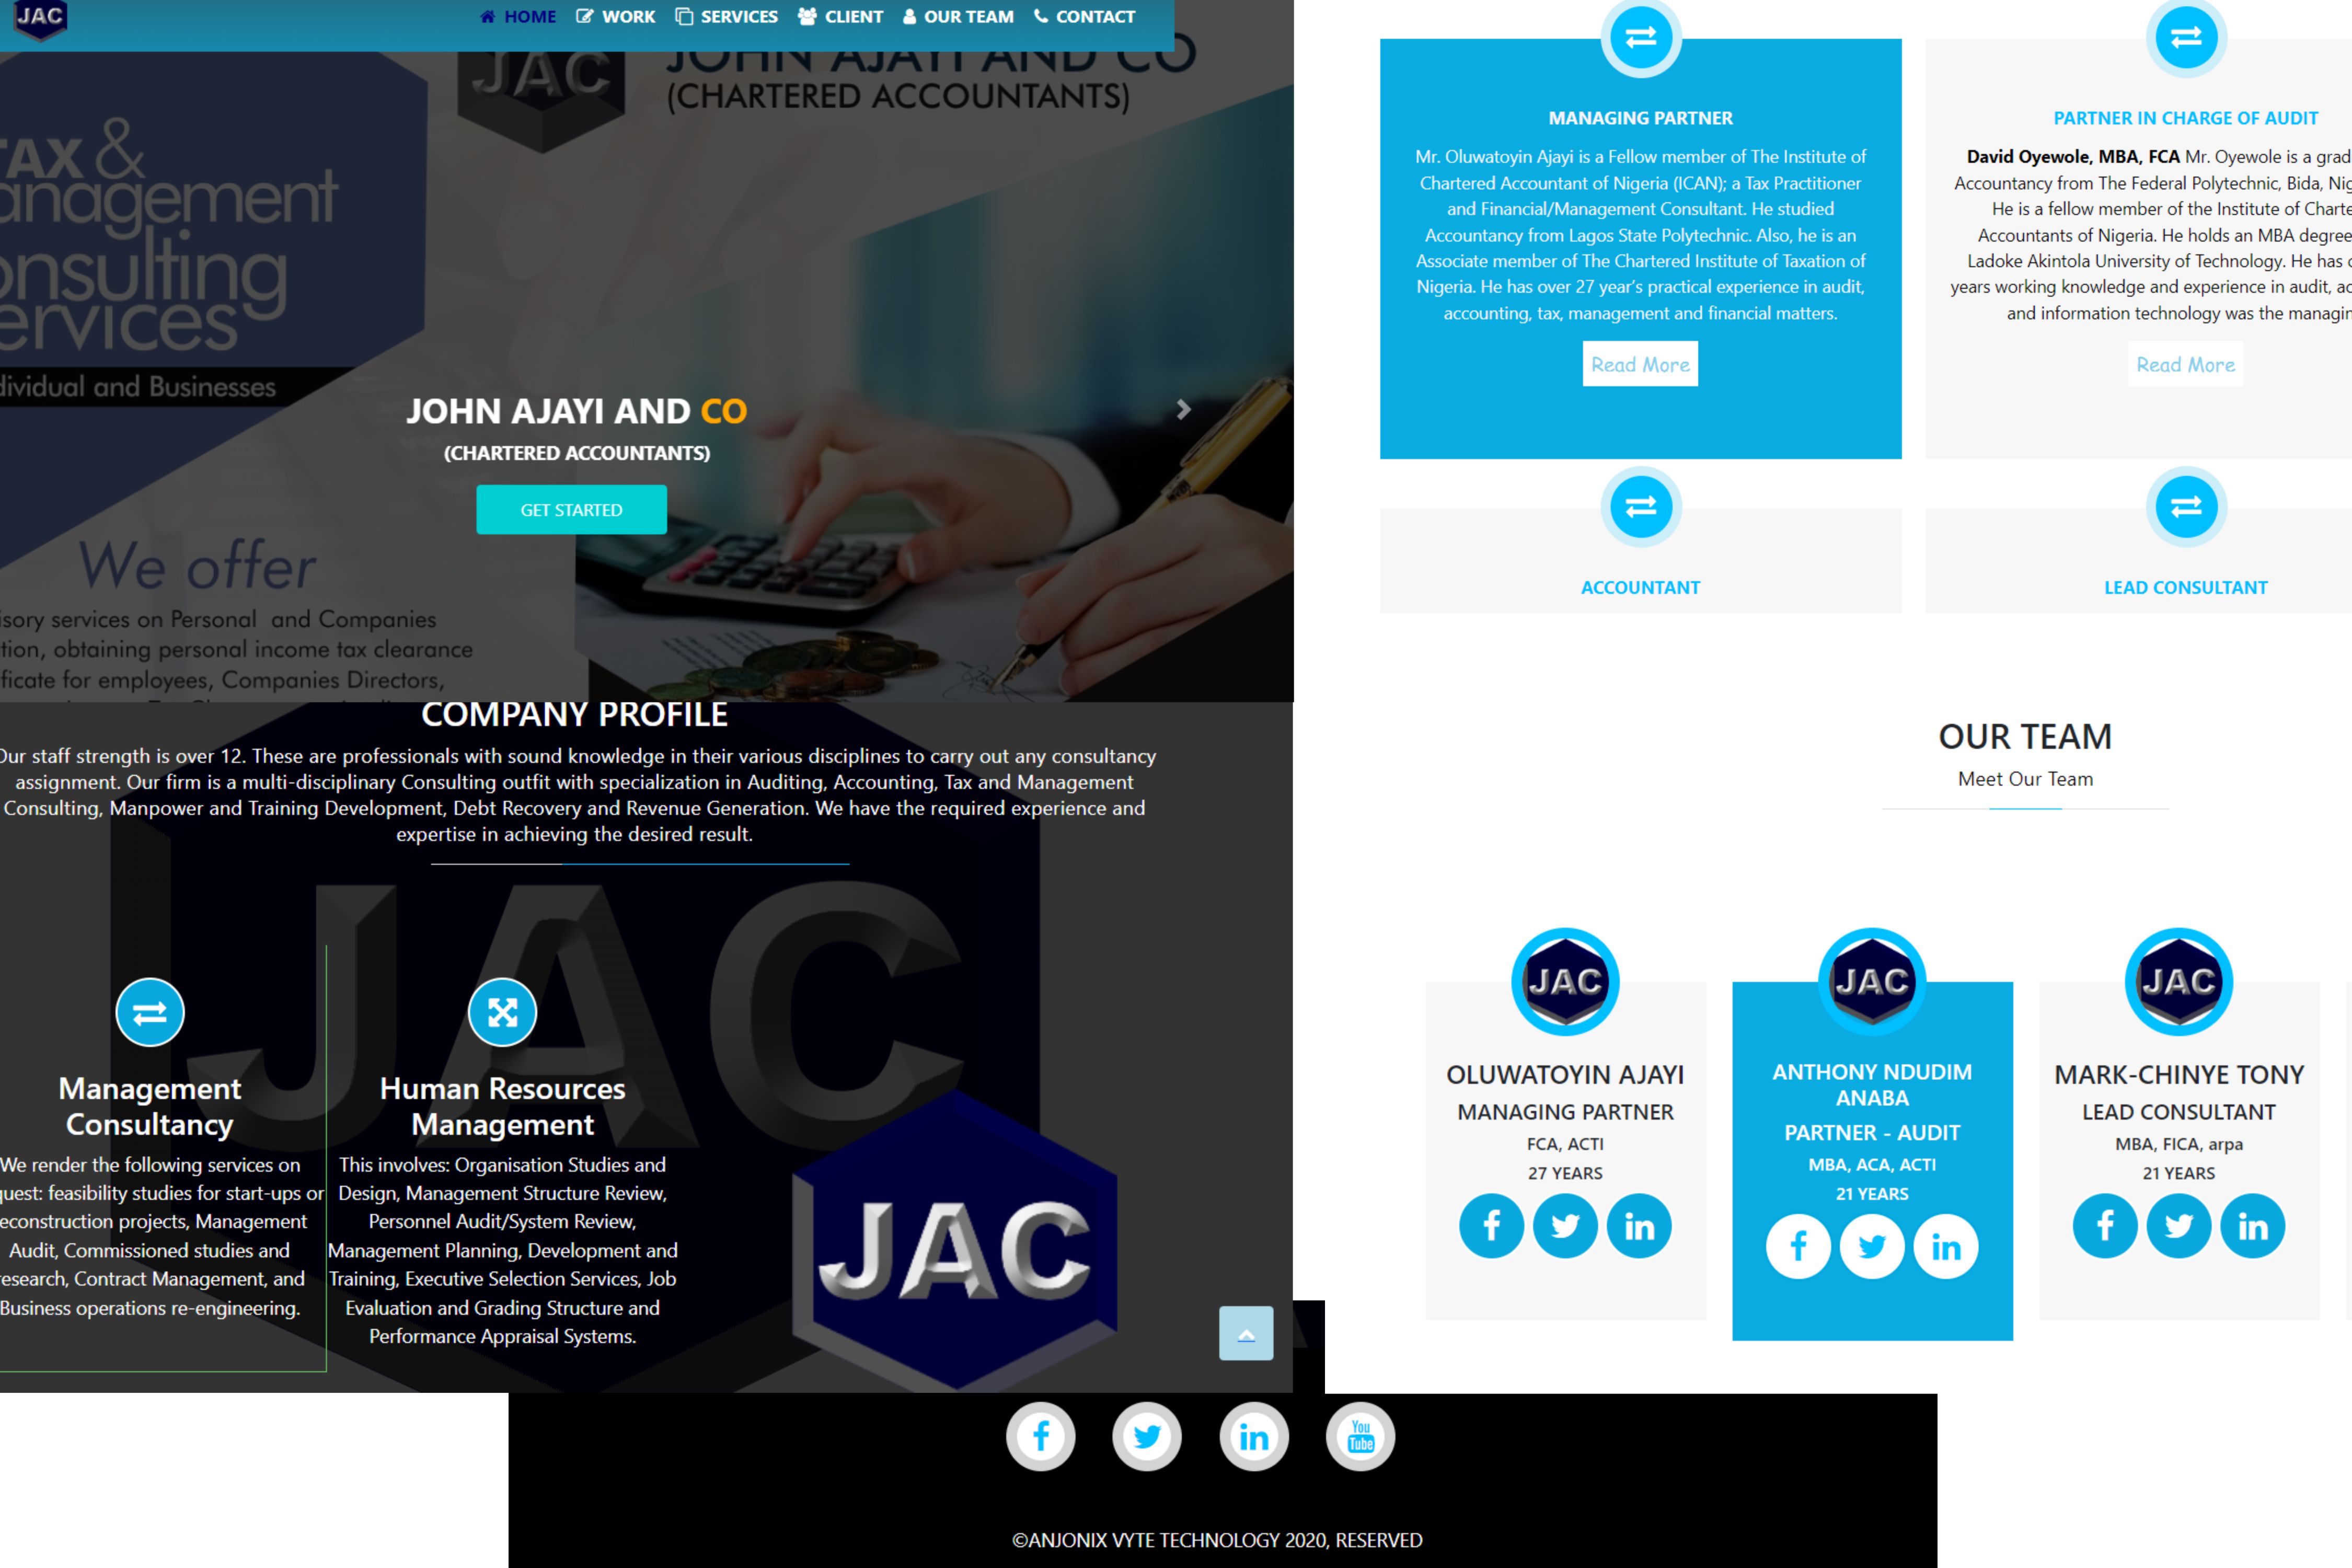 JAC
HOME WORK SERVICES CLIENT OUR TEAM CONTACT
JAC
JOHN AJAYI AND CO
(CHARTERED ACCOUNTANTS)
TAX &
anagement
onsulting
ervices
dividual and Businesses
JOHN AJAYI AND CO
(CHARTERED ACCOUNTANTS)
GET STARTED
We offer
isory services on Personal and Companies
tion, obtaining personal income tax clearance
ficate for employees, Companies Directors,
COMPANY PROFILE
Our staff strength is over 12. These are professionals with sound knowledge in their various disciplines to carry out any consultancy
assignment. Our firm is a multi-disciplinary Consulting outfit with specialization in Auditing, Accounting, Tax and Management
Consulting, Manpower and Training Development, Debt Recovery and Revenue Generation. We have the required experience and
expertise in achieving the desired result.
JAC
Management
Consultancy
We render the following services on
quest: feasibility studies for start-ups or
econstruction projects, Management
Audit, Commissioned studies and
esearch, Contract Management, and
Business operations re-engineering.
Human Resources
Management
This involves: Organisation Studies and
Design, Management Structure Review,
Personnel Audit/System Review,
Management Planning, Development and
Training, Executive Selection Services, Job
Evaluation and Grading Structure and
Performance Appraisal Systems.
JAC
MANAGING PARTNER
Mr. Oluwatoyin Ajayi is a Fellow member of The Institute of
Chartered Accountant of Nigeria (ICAN); a Tax Practitioner
and Financial/Management Consultant. He studied
Accountancy from Lagos State Polytechnic. Also, he is an
Associate member of The Chartered Institute of Taxation of
Nigeria. He has over 27 year's practical experience in audit,
accounting, tax, management and financial matters.
Read More
PARTNER IN CHARGE OF AUDIT
David Oyewole, MBA, FCA Mr. Oyewole is a grad
Accountancy from The Federal Polytechnic, Bida, Nig
He is a fellow member of the Institute of Charte
Accountants of Nigeria. He holds an MBA degree
Ladoke Akintola University of Technology. He has
years working knowledge and experience in audit, ac
and information technology was the managin
Read More
ACCOUNTANT
LEAD CONSULTANT
OUR TEAM
Meet Our Team
JAC
OLUWATOYIN AJAYI
MANAGING PARTNER
FCA, ACTI
27 YEARS
JAC
ANTHONY NDUDIM
ANABA
PARTNER - AUDIT
MBA, ACA, ACTI
21 YEARS
JAC
MARK-CHINYE TONY
LEAD CONSULTANT
MBA, FICA, arpa
21 YEARS
You
Tube
©ANJONIX VYTE TECHNOLOGY 2020, RESERVED